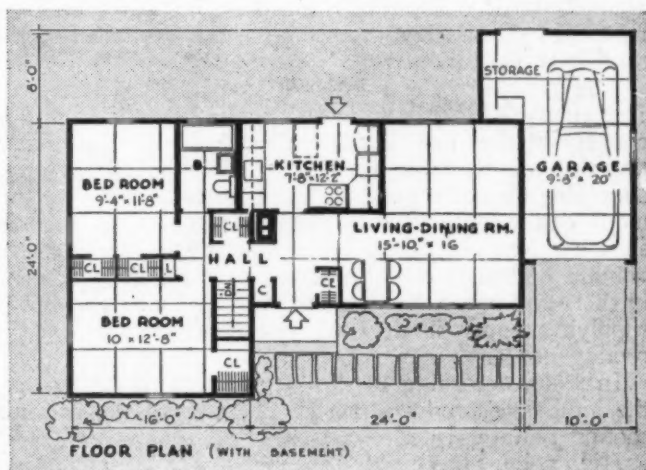 8'-0"
STORAGE
BED ROOM
9'-4" x 11'-8"
B
KITCHEN
7'-8" x 12'-2"
GARAGE
9'-8" x 20'
CL
LIVING-DINING RM.
15'-10" x 16
HALL
24'-0"
CL
CL
L
DN
C
CL
BED ROOM
10 x 12'-8"
CL
16'-0"
24'-0"
10'-0"
FLOOR PLAN (WITH BASEMENT)